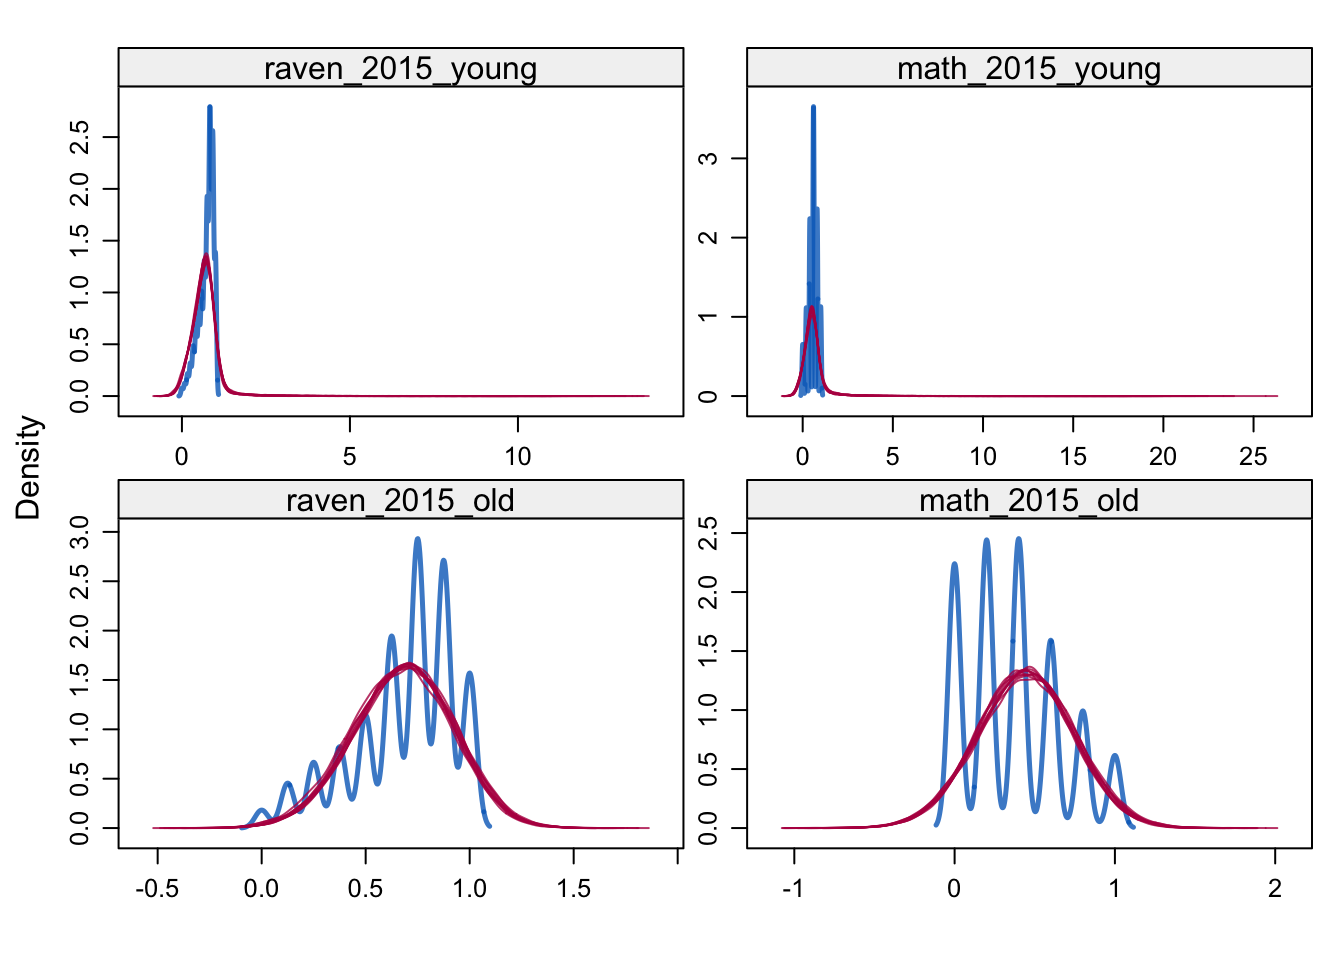 raven_2015_young
math_2015_young
0.0 0.5 1.0 1.5 2.0 2.5
0 1 2 3
0 5 10
0 5 10 15 20 25
Density
raven_2015_old
math_2015_old
0.0 0.5 1.0 1.5 2.0 2.5 3.0
0.0 0.5 1.0 1.5 2.0 2.5
-0.5 0.0 0.5 1.0 1.5
-1 0 1 2